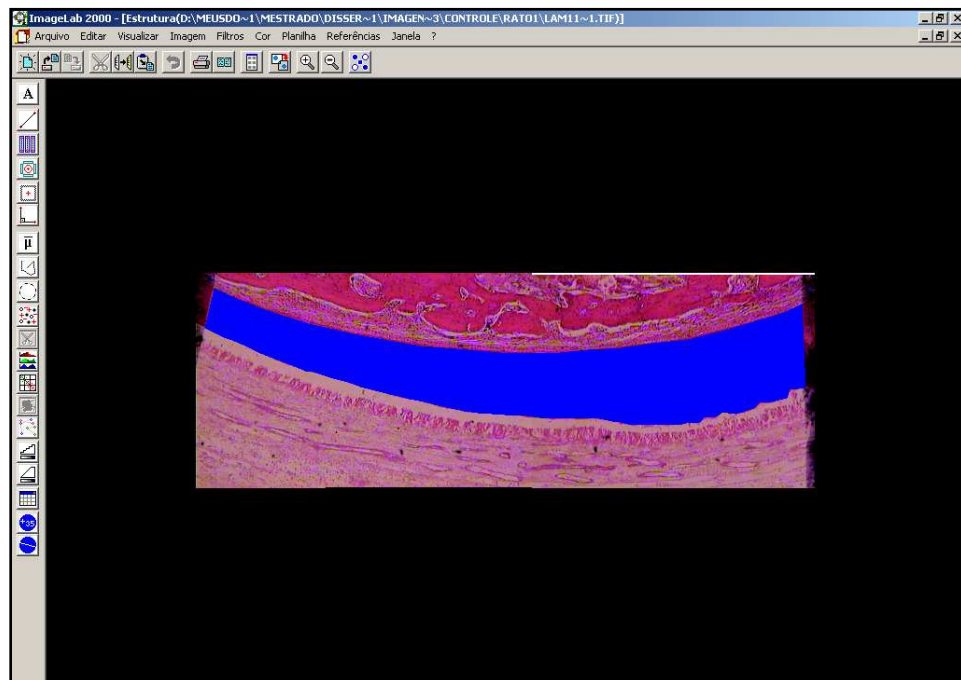 ImageLab 2000 - [Estrutura(D:\MEUSDO~1\MESTRADO\DISSER~1\IMAGEN~3\CONTROLE\RATO1\LAM11~1.TIF)]
Arquivo Editar Visualizar Imagem Filtros Cor Planilha Referências Janela ?
A
μ